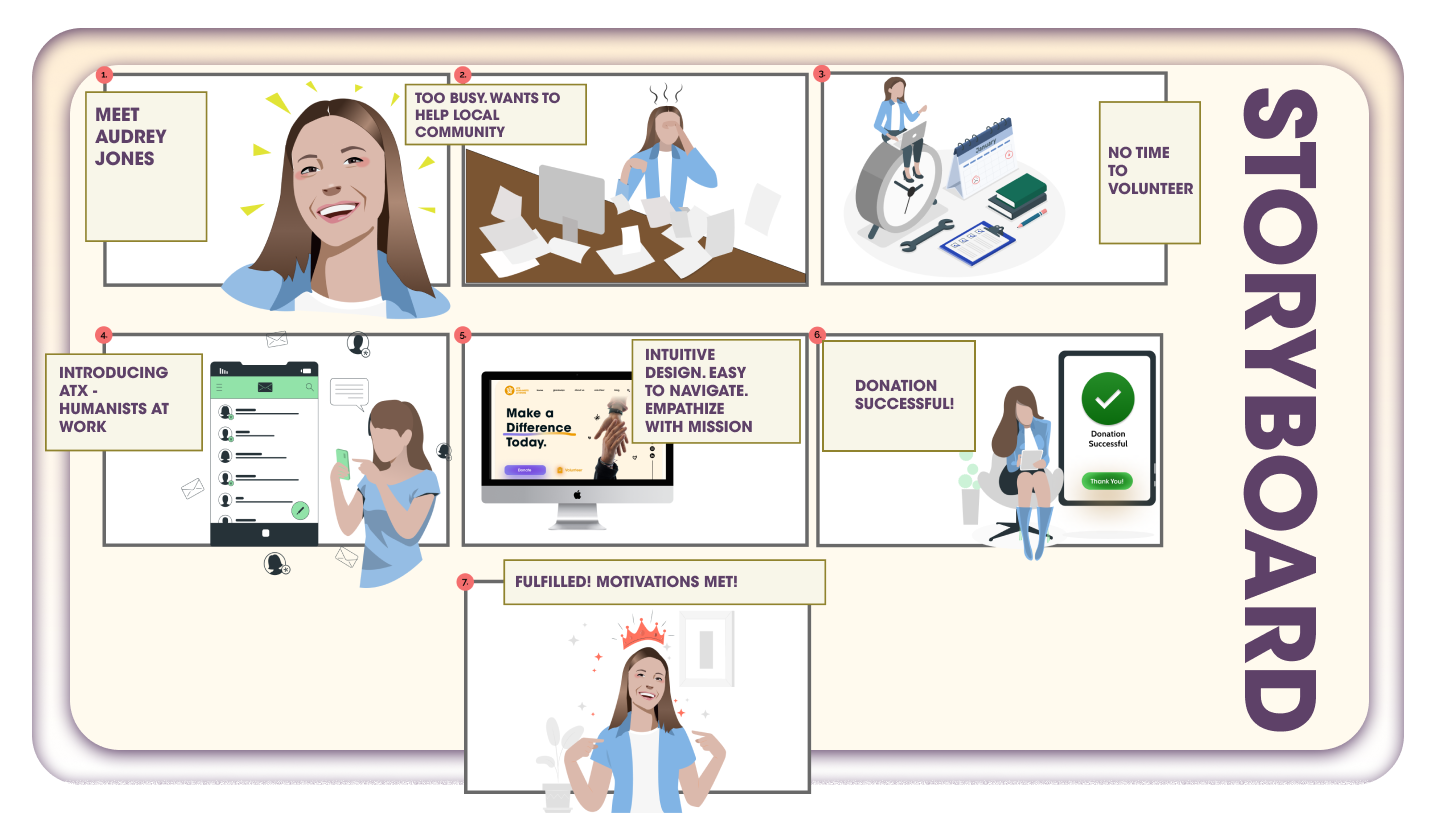 1.
MEET
AUDREY
JONES
2.
TOO BUSY. WANTS TO
HELP LOCAL
COMMUNITY
3.
January
NO TIME
TO
VOLUNTEER
STORYBOARD
4.
INTRODUCING
ATX -
HUMANISTS AT
WORK
5.
INTUITIVE
DESIGN. EASY
TO NAVIGATE.
EMPATHIZE
WITH MISSION
Make a
Difference
Today.
Donate
6.
DONATION
SUCCESSFUL!
Donation
Successful
Thank You!
7.
FULFILLED! MOTIVATIONS MET!